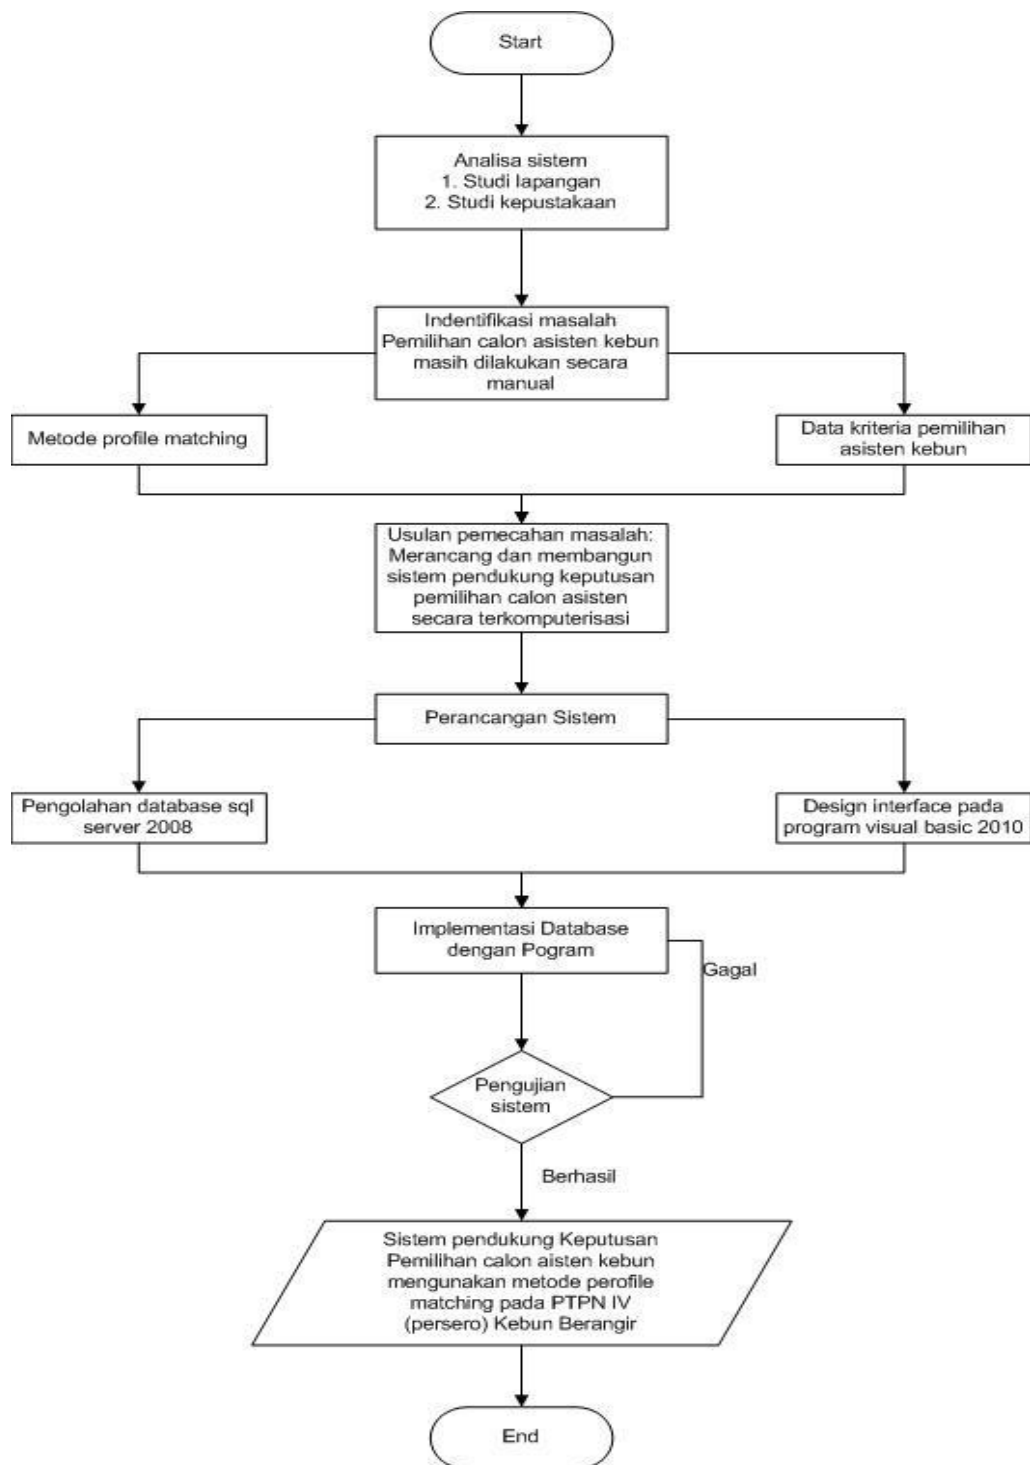 Start
Analisa sistem
1. Studi lapangan
2. Studi kepustakaan
Indentifikasi masalah
Pemilihan calon asisten kebun
masih dilakukan secara
manual
Metode profile matching
Data kriteria pemilihan
asisten kebun
Usulan pemecahan masalah:
Merancang dan membangun
sistem pendukung keputusan
pemilihan calon asisten
secara terkomputerisasi
Perancangan Sistem
Pengolahan database sql
server 2008
Design interface pada
program visual basic 2010
Implementasi Database
dengan Pogram
Gagal
Pengujian
sistem
Berhasil
Sistem pendukung Keputusan
Pemilihan calon aisten kebun
mengunakan metode perofile
matching pada PTPN IV
(persero) Kebun Berangir
End